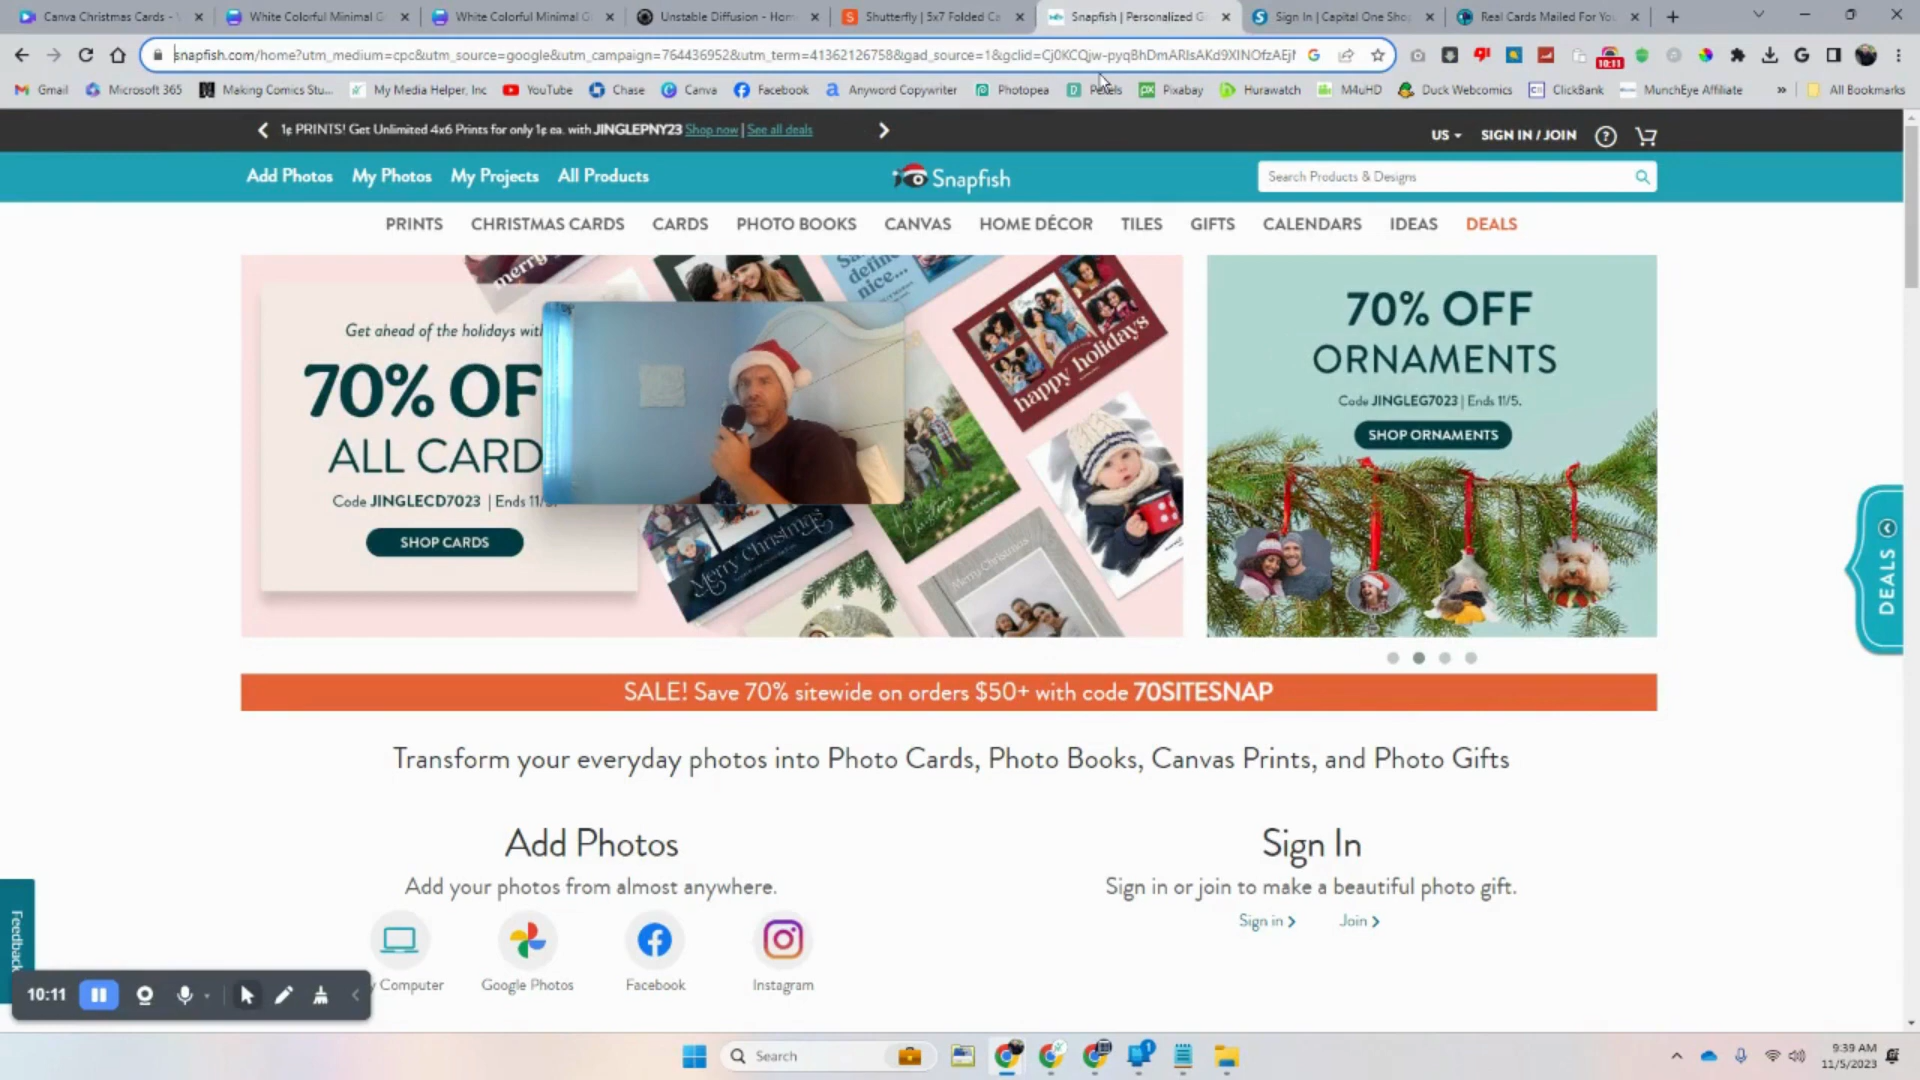 Canva Christmas Cards -
White Colorful Minimal G
White Colorful Minimal G
Unstable Diffusion - Hom
Shutterfly | 5x7 Folded Ca
Snapfish | Personalized G
Sign In | Capital One Sho
Real Cards Mailed For Yo
snapfish.com/home?utm_medium=cpc&utm_source=google&utm_campaign=764436952&utm_term=41362126758&gad_source=1&gclid=Cj0KCQjw-pyqBhDmARIsAKd9XINOfzAEjf
10:11
Gmail
Microsoft 365
Making Comics Stu...
My Media Helper, Inc
YouTube
Chase
Canva
Facebook
Anyword Copywriter
Photopea
Pexels
Pixabay
Hurawatch
M4uHD
Duck Webcomics
ClickBank
MunchEye Affiliate
All Bookmarks
1¢ PRINTS! Get Unlimited 4x6 Prints for only 1¢ ea. with JINGLEPNY23 Shop now | See all deals
US
SIGN IN / JOIN
Add Photos
My Photos
My Projects
All Products
Snapfish
Search Products & Designs
PRINTS
CHRISTMAS CARDS
CARDS
PHOTO BOOKS
CANVAS
HOME DÉCOR
TILES
GIFTS
CALENDARS
IDEAS
DEALS
Get ahead of the holidays with
70% OF
ALL CARD
Code JINGLECD7023 | Ends 11/5.
SHOP CARDS
merry
define
nice...
happy holidays
Merry Christmas
Merry Christmas
70% OFF
ORNAMENTS
Code JINGLEG7023 | Ends 11/5.
SHOP ORNAMENTS
DEALS
SALE! Save 70% sitewide on orders $50+ with code 70SITESNAP
Transform your everyday photos into Photo Cards, Photo Books, Canvas Prints, and Photo Gifts
Add Photos
Add your photos from almost anywhere.
y Computer
Google Photos
Facebook
Instagram
Sign In
Sign in or join to make a beautiful photo gift.
Sign in
Join
Feedback
10:11
Search
1
9:39 AM
11/5/2023